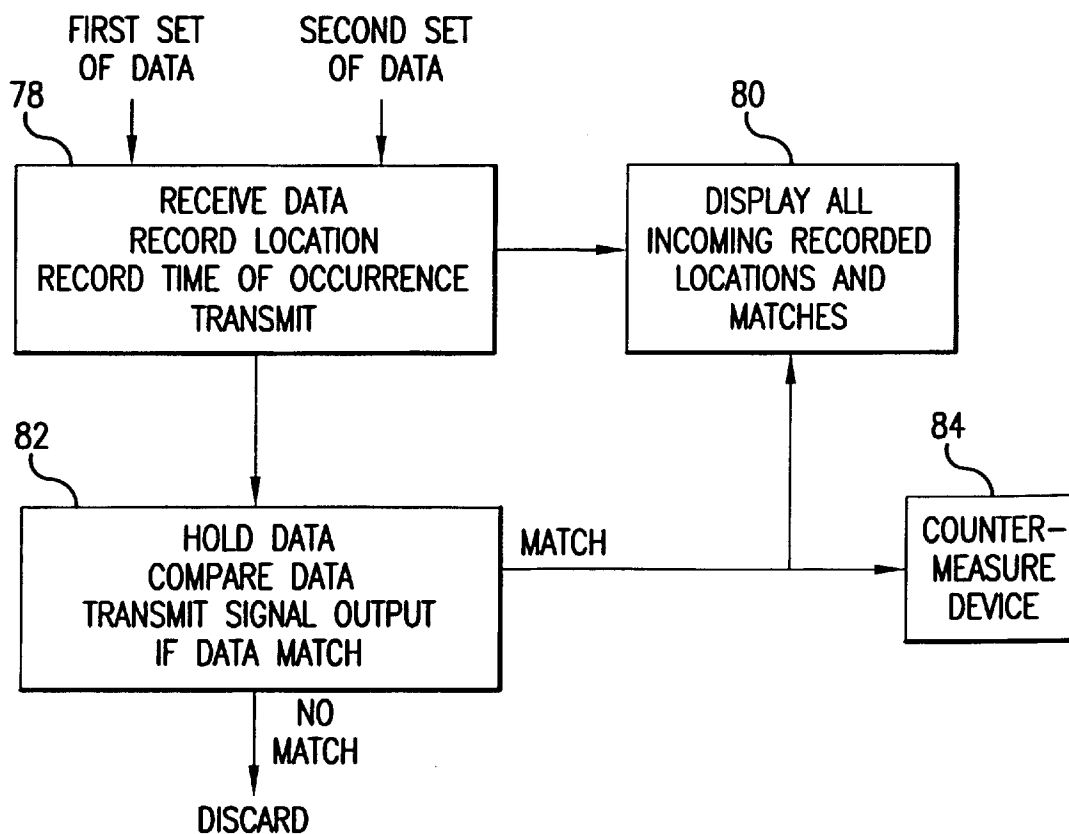 FIRST SET
OF DATA
SECOND SET
OF DATA
78
RECEIVE DATA
RECORD LOCATION
RECORD TIME OF OCCURRENCE
TRANSMIT
80
DISPLAY ALL
INCOMING RECORDED
LOCATIONS AND
MATCHES
82
HOLD DATA
COMPARE DATA
TRANSMIT SIGNAL OUTPUT
IF DATA MATCH
MATCH
84
COUNTER-
MEASURE
DEVICE
NO
MATCH
DISCARD